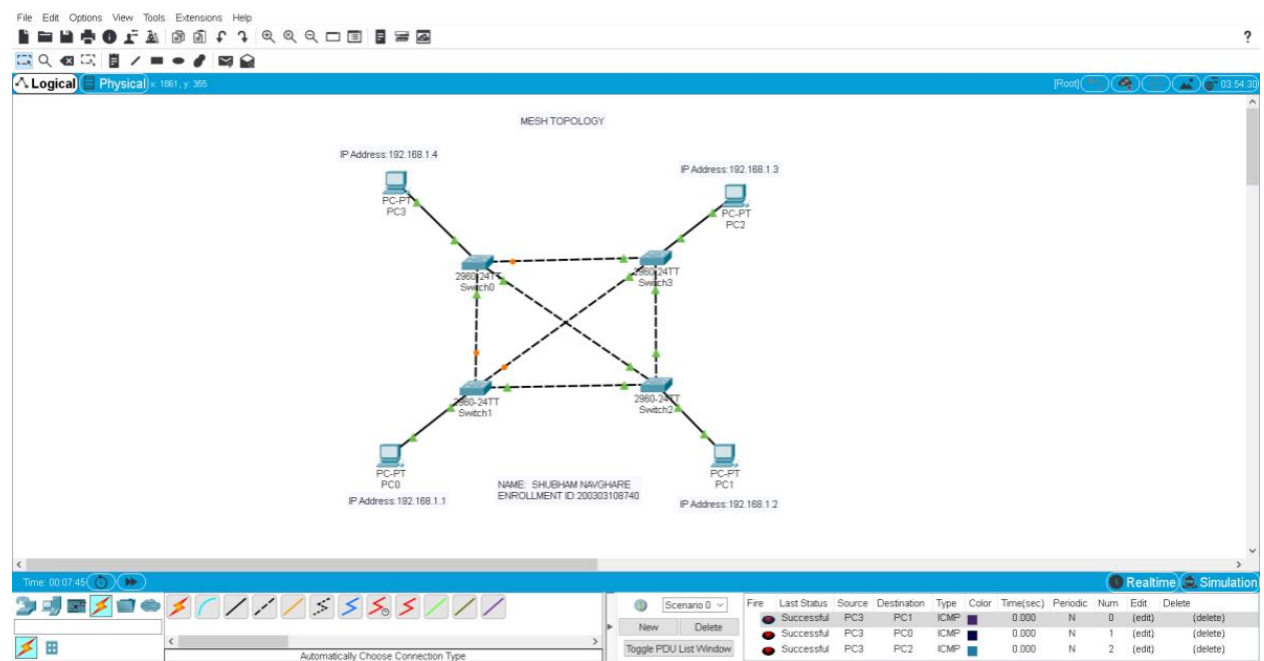 File Edit Options View Tools Extensions Help
?
Logical Physical x: 1861, y: 355 [Root] 03:54:30
MESH TOPOLOGY
IP Address:192.168.1.4
IP Address:192.168.1.3
PC-PT
PC3
PC-PT
PC2
2960-24TT
Switch0
2960-24TT
Switch3
2960-24TT
Switch1
2960-24TT
Switch2
PC-PT
PC0
PC-PT
PC1
IP Address:192.168.1.1
NAME: SHUBHAM NAVGHARE
ENROLLMENT ID:200303108740
IP Address:192.168.1.2
Time: 00:07:45 Realtime Simulation
Scenario 0
New Delete
Toggle PDU List Window
Automatically Choose Connection Type
Fire Last Status Source Destination Type Color Time(sec) Periodic Num Edit Delete
Successful PC3 PC1 ICMP 0.000 N 0 (edit) (delete)
Successful PC3 PC0 ICMP 0.000 N 1 (edit) (delete)
Successful PC3 PC2 ICMP 0.000 N 2 (edit) (delete)